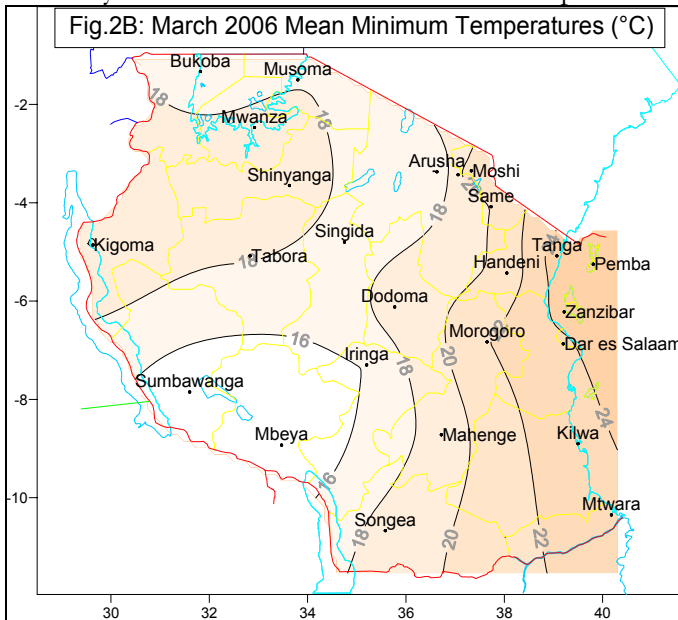 Fig.2B: March 2006 Mean Minimum Temperatures (°C)
Bukoba
Musoma
-2
18
18
Mwanza
Arusha
Moshi
Shinyanga
18
Same
Singida
Kigoma
18
Tabora
Tanga
Handeni
Pemba
-6
Dodoma
Zanzibar
16
20
Morogoro
Dar es Salaam
Iringa
18
Sumbawanga
-8
24
Mbeya
Mahenge
Kilwa
16
-10
Mtwara
Songea
18
20
22
-4
30
32
34
36
38
40